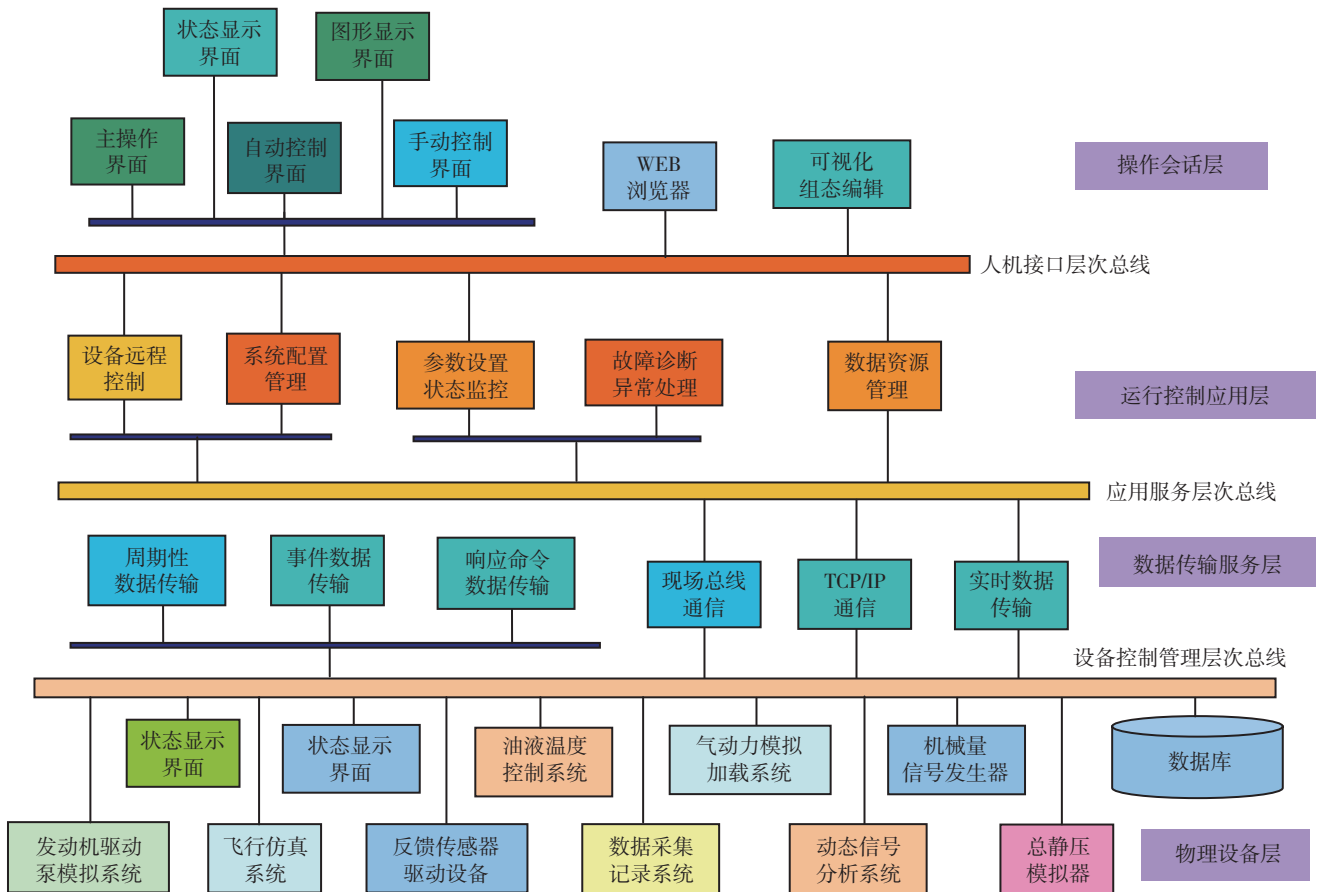 状态显示
界面
图形显示
界面
主操作
界面
自动控制
界面
手动控制
界面
WEB
浏览器
可视化
组态编辑
操作会话层
人机接口层次总线
设备远程
控制
系统配置
管理
参数设置
状态监控
故障诊断
异常处理
数据资源
管理
运行控制应用层
应用服务层次总线
周期性
数据传输
事件数据
传输
响应命令
数据传输
现场总线
通信
TCP/IP
通信
实时数据
传输
数据传输服务层
设备控制管理层次总线
状态显示
界面
状态显示
界面
油液温度
控制系统
气动力模拟
加载系统
机械量
信号发生器
数据库
发动机驱动
泵模拟系统
飞行仿真
系统
反馈传感器
驱动设备
数据采集
记录系统
动态信号
分析系统
总静压
模拟器
物理设备层